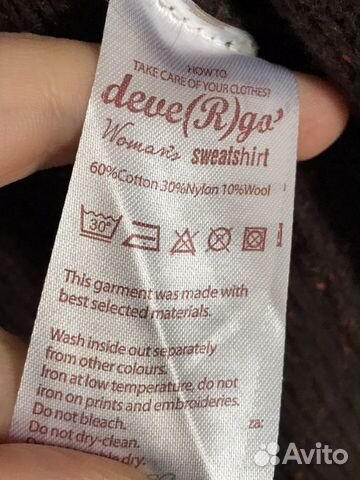 HOW TO
TAKE CARE OF YOUR CLOTHES?
deve(R)go'
Woman's sweatshirt
60%Cotton 30%Nylon 10%Wool
30°
This garment was made with
best selected materials.
Wash inside out separately
from other colours.
Iron at low temperature, do not
iron on prints and embroideries.
Do not bleach.
Do not dry-clean.
dry.
za:
Avito